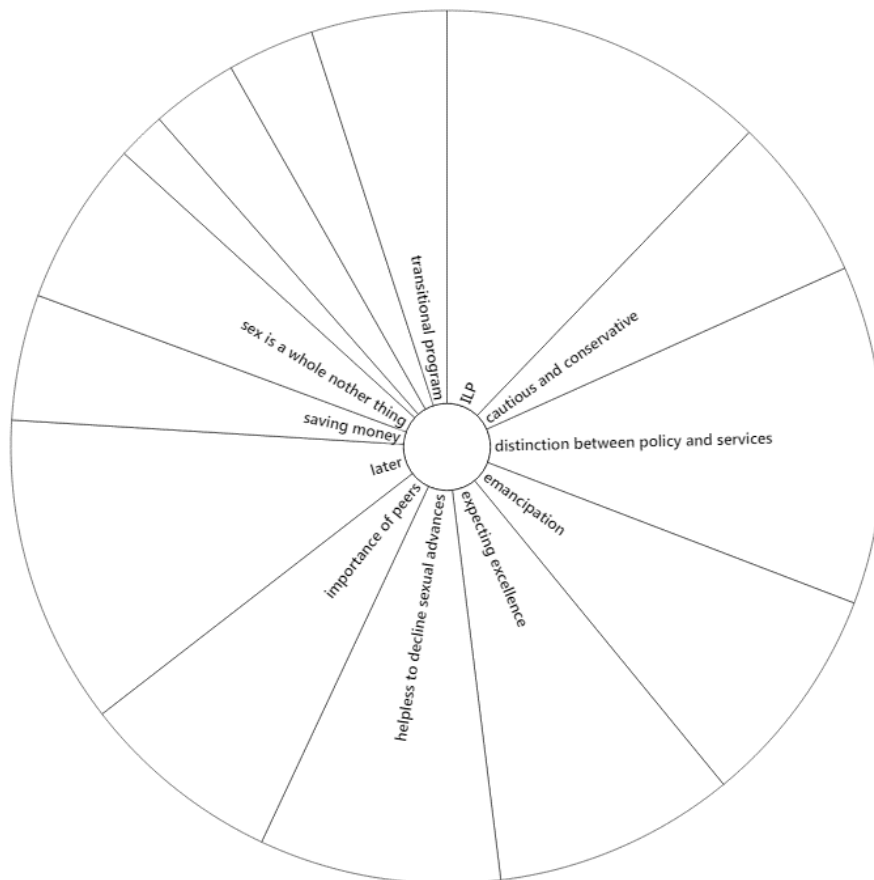 ILP
cautious and conservative
distinction between policy and services
emancipation
expecting excellence
helpless to decline sexual advances
importance of peers
later
saving money
sex is a whole nother thing
transitional program